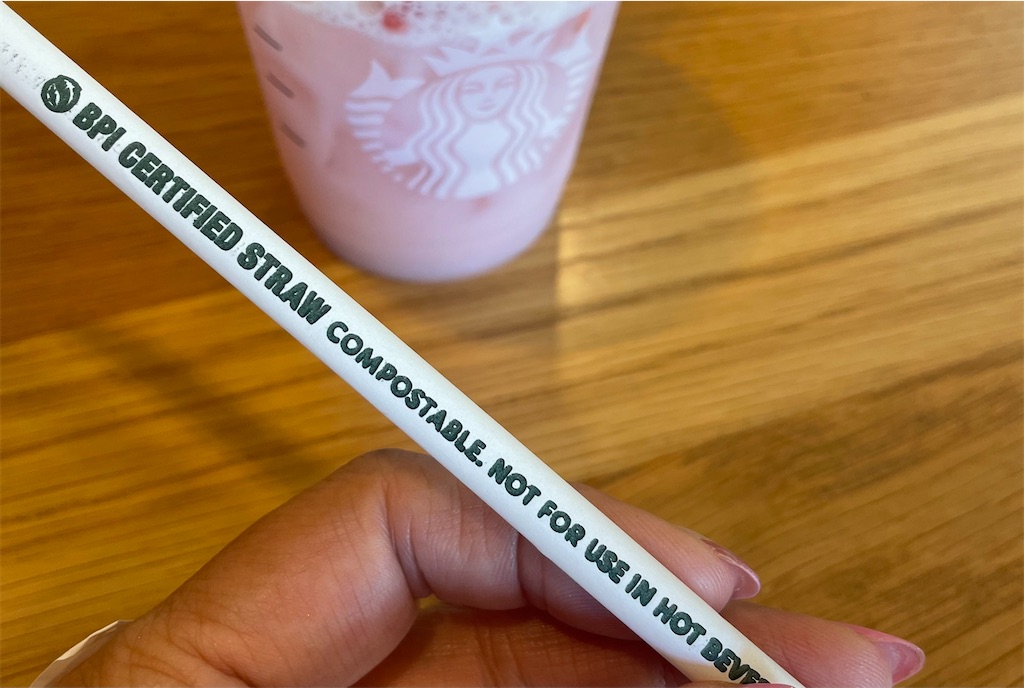 BPI CERTIFIED STRAW COMPOSTABLE. NOT FOR USE IN HOT